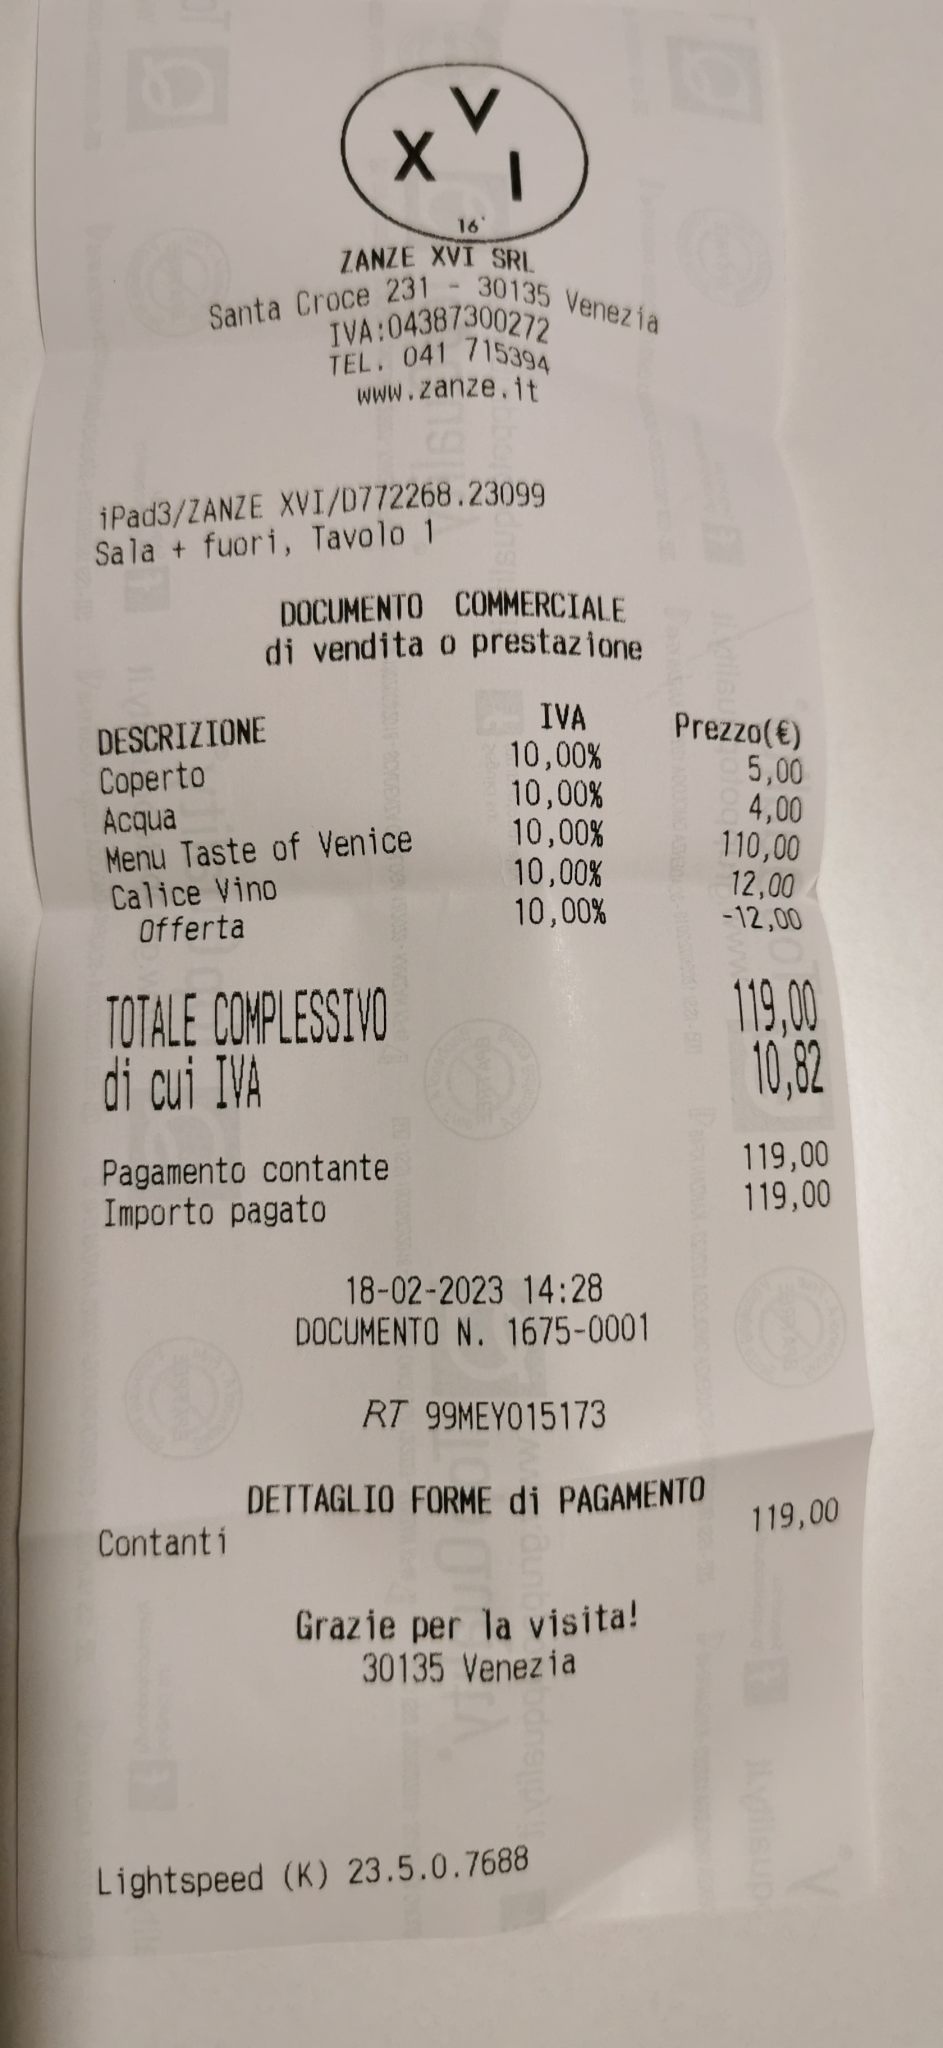 X V I
16'
ZANZE XVI SRL
Santa Croce 231 - 30135 Venezia
IVA:04387300272
TEL. 041 715394
www.zanze.it
iPad3/ZANZE XVI/D772268.23099
Sala + fuori, Tavolo 1
DOCUMENTO COMMERCIALE
di vendita o prestazione
DESCRIZIONE IVA Prezzo(€)
Coperto 10,00% 5,00
Acqua 10,00% 4,00
Menu Taste of Venice 10,00% 110,00
Calice Vino 10,00% 12,00
Offerta 10,00% -12,00
TOTALE COMPLESSIVO 119,00
di cui IVA 10,82
Pagamento contante 119,00
Importo pagato 119,00
18-02-2023 14:28
DOCUMENTO N. 1675-0001
RT 99MEY015173
DETTAGLIO FORME di PAGAMENTO
Contanti 119,00
Grazie per la visita!
30135 Venezia
Lightspeed (K) 23.5.0.7688